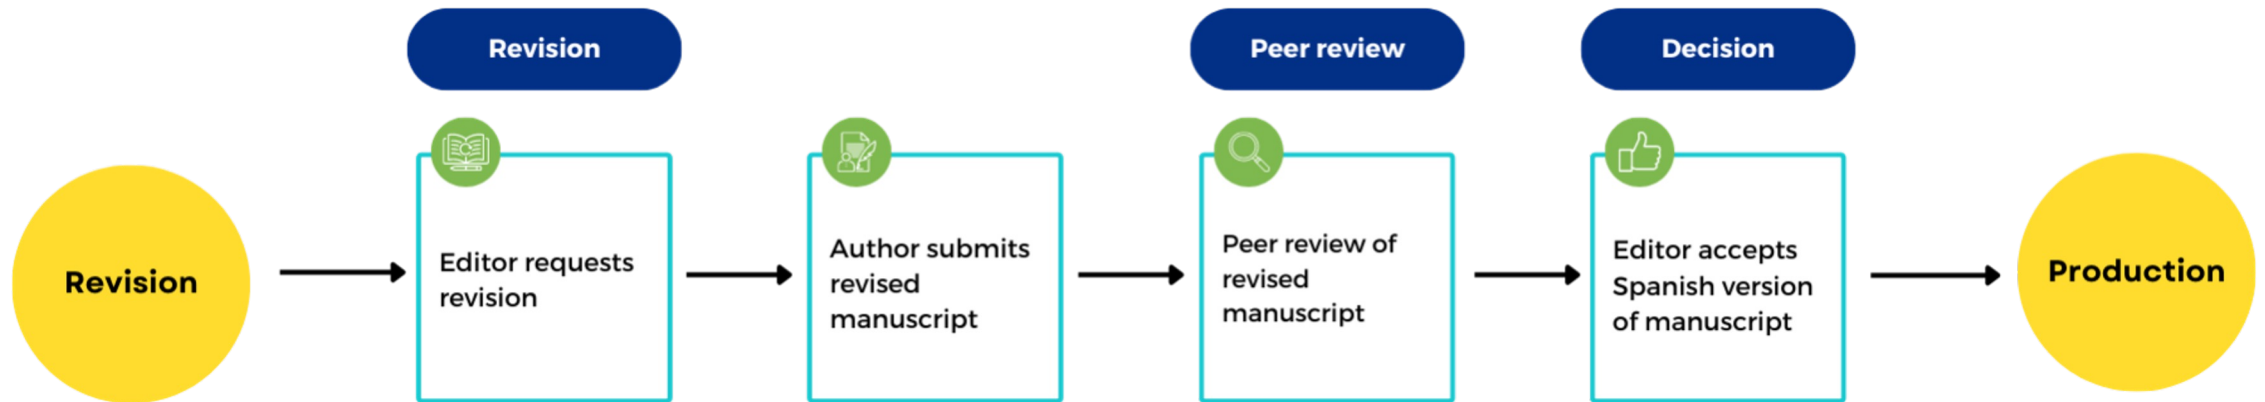 Revision
Peer review
Decision
Revision
Editor requests
revision
Author submits
revised
manuscript
Peer review of
revised
manuscript
Editor accepts
Spanish version
of manuscript
Production